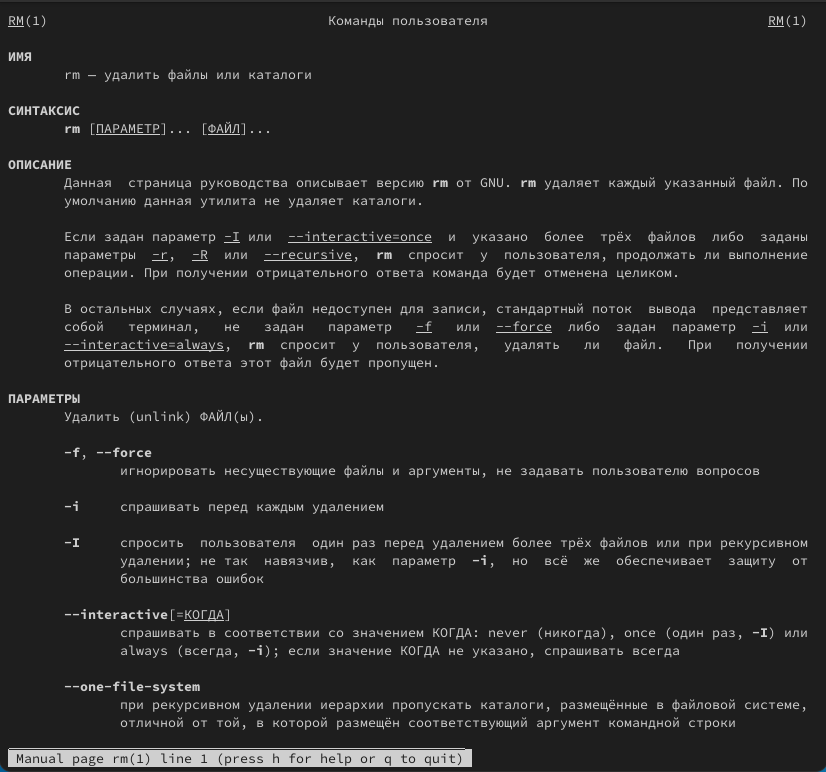 RM(1) Команды пользователя RM(1)
ИМЯ
rm — удалить файлы или каталоги
СИНТАКСИС
rm [ПАРАМЕТР]... [ФАЙЛ]...
ОПИСАНИЕ
Данная страница руководства описывает версию rm от GNU. rm удаляет каждый указанный файл. По
умолчанию данная утилита не удаляет каталоги.
Если задан параметр -I или --interactive=once и указано более трёх файлов либо заданы
параметры -r, -R или --recursive, rm спросит у пользователя, продолжать ли выполнение
операции. При получении отрицательного ответа команда будет отменена целиком.
В остальных случаях, если файл недоступен для записи, стандартный поток вывода представляет
собой терминал, не задан параметр -f или --force либо задан параметр -i или
--interactive=always, rm спросит у пользователя, удалять ли файл. При получении
отрицательного ответа этот файл будет пропущен.
ПАРАМЕТРЫ
Удалить (unlink) ФАЙЛ(ы).
-f, --force
игнорировать несуществующие файлы и аргументы, не задавать пользователю вопросов
-i спрашивать перед каждым удалением
-I спросить пользователя один раз перед удалением более трёх файлов или при рекурсивном
удалении; не так навязчив, как параметр -i, но всё же обеспечивает защиту от
большинства ошибок
--interactive[=КОГДА]
спрашивать в соответствии со значением КОГДА: never (никогда), once (один раз, -I) или
always (всегда, -i); если значение КОГДА не указано, спрашивать всегда
--one-file-system
при рекурсивном удалении иерархии пропускать каталоги, размещённые в файловой системе,
отличной от той, в которой размещён соответствующий аргумент командной строки
Manual page rm(1) line 1 (press h for help or q to quit)